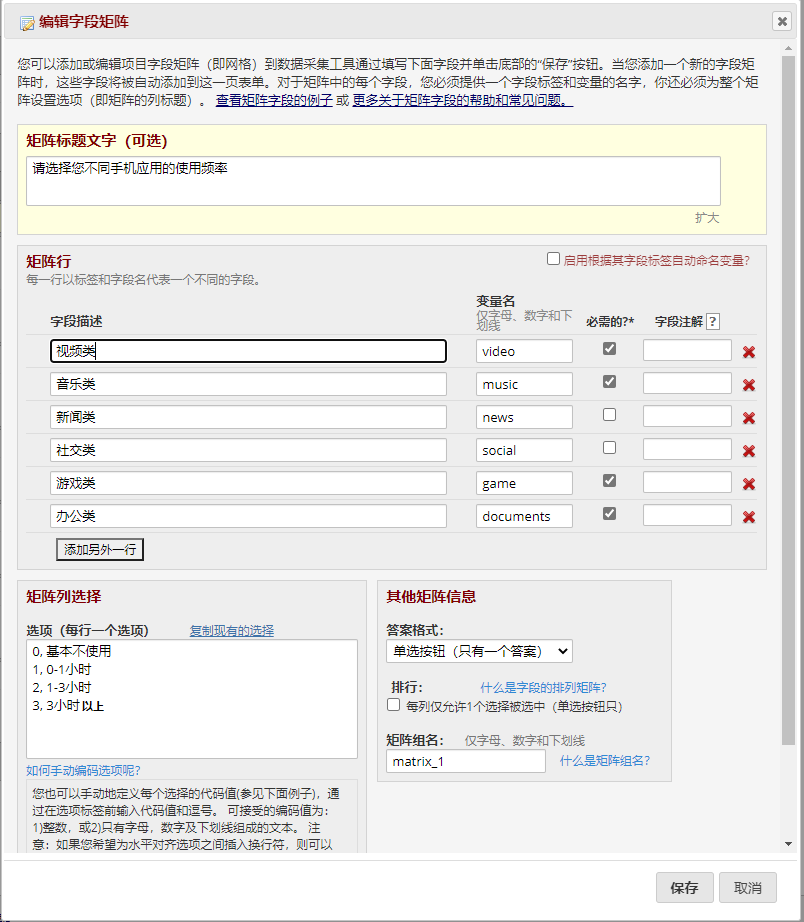 编辑字段矩阵
您可以添加或编辑项目字段矩阵（即网格）到数据采集工具通过填写下面字段并单击底部的“保存”按钮。当您添加一个新的字段矩
阵时，这些字段将被自动添加到这一页表单。对于矩阵中的每个字段，您必须提供一个字段标签和变量的名字，你还必须为整个矩
阵设置选项（即矩阵的列标题）。 查看矩阵字段的例子 或 更多关于矩阵字段的帮助和常见问题。
矩阵标题文字（可选）
请选择您不同手机应用的使用频率
扩大
矩阵行
启用根据其字段标签自动命名变量?
每一行以标签和字段名代表一个不同的字段。
字段描述
变量名
仅字母、数字和下
划线
必需的?*
字段注解 ?
视频类 video
音乐类 music
新闻类 news
社交类 social
游戏类 game
办公类 documents
添加另外一行
矩阵列选择
选项（每行一个选项） 复制现有的选择
0, 基本不使用
1, 0-1小时
2, 1-3小时
3, 3小时以上
如何手动编码选项呢?
您也可以手动地定义每个选择的代码值(参见下面例子)，通
过在选项标签前输入代码值和逗号。 可接受的编码值为：
1)整数，或2)只有字母，数字及下划线组成的文本。 注
意：如果您希望为水平对齐选项之间插入换行符，则可以
其他矩阵信息
答案格式：
单选按钮（只有一个答案）
排行： 什么是字段的排列矩阵?
每列仅允许1个选择被选中（单选按钮只）
矩阵组名： 仅字母、数字和下划线
matrix_1 什么是矩阵组名?
保存 取消